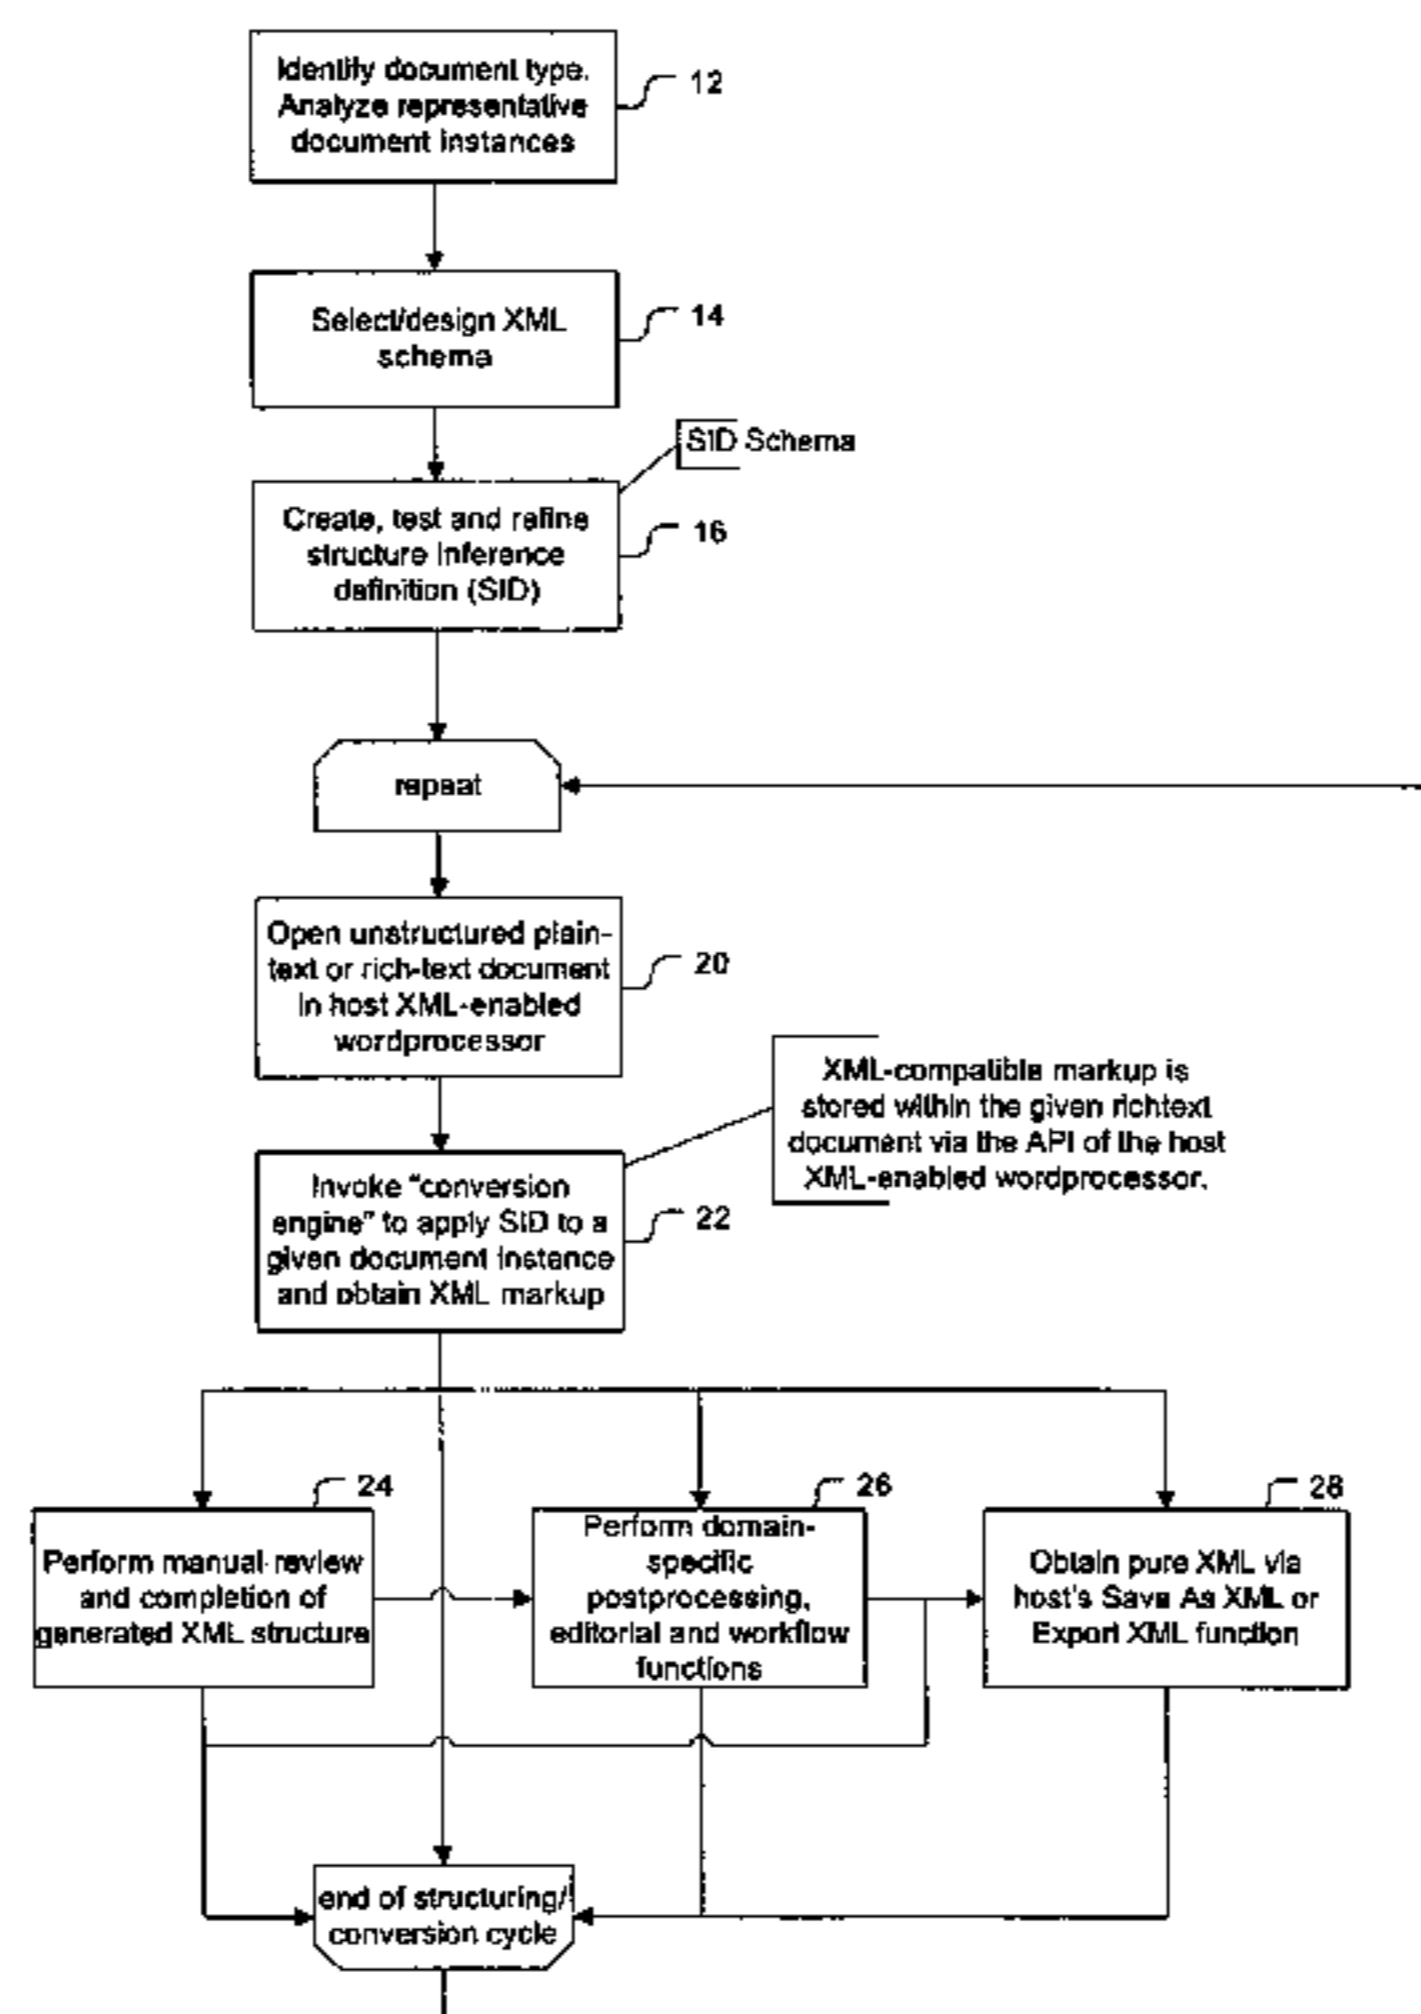 Identify document type.
Analyze representative
document instances
12
Select/design XML
schema
14
SID Schema
Create, test and refine
structure inference
definition (SID)
16
repeat
Open unstructured plain-
text or rich-text document
in host XML-enabled
wordprocessor
20
XML-compatible markup is
stored within the given richtext
document via the API of the host
XML-enabled wordprocessor.
Invoke "conversion
engine" to apply SID to a
given document instance
and obtain XML markup
22
24
Perform manual review
and completion of
generated XML structure
26
Perform domain-
specific
postprocessing,
editorial and workflow
functions
28
Obtain pure XML via
host's Save As XML or
Export XML function
end of structuring/
conversion cycle